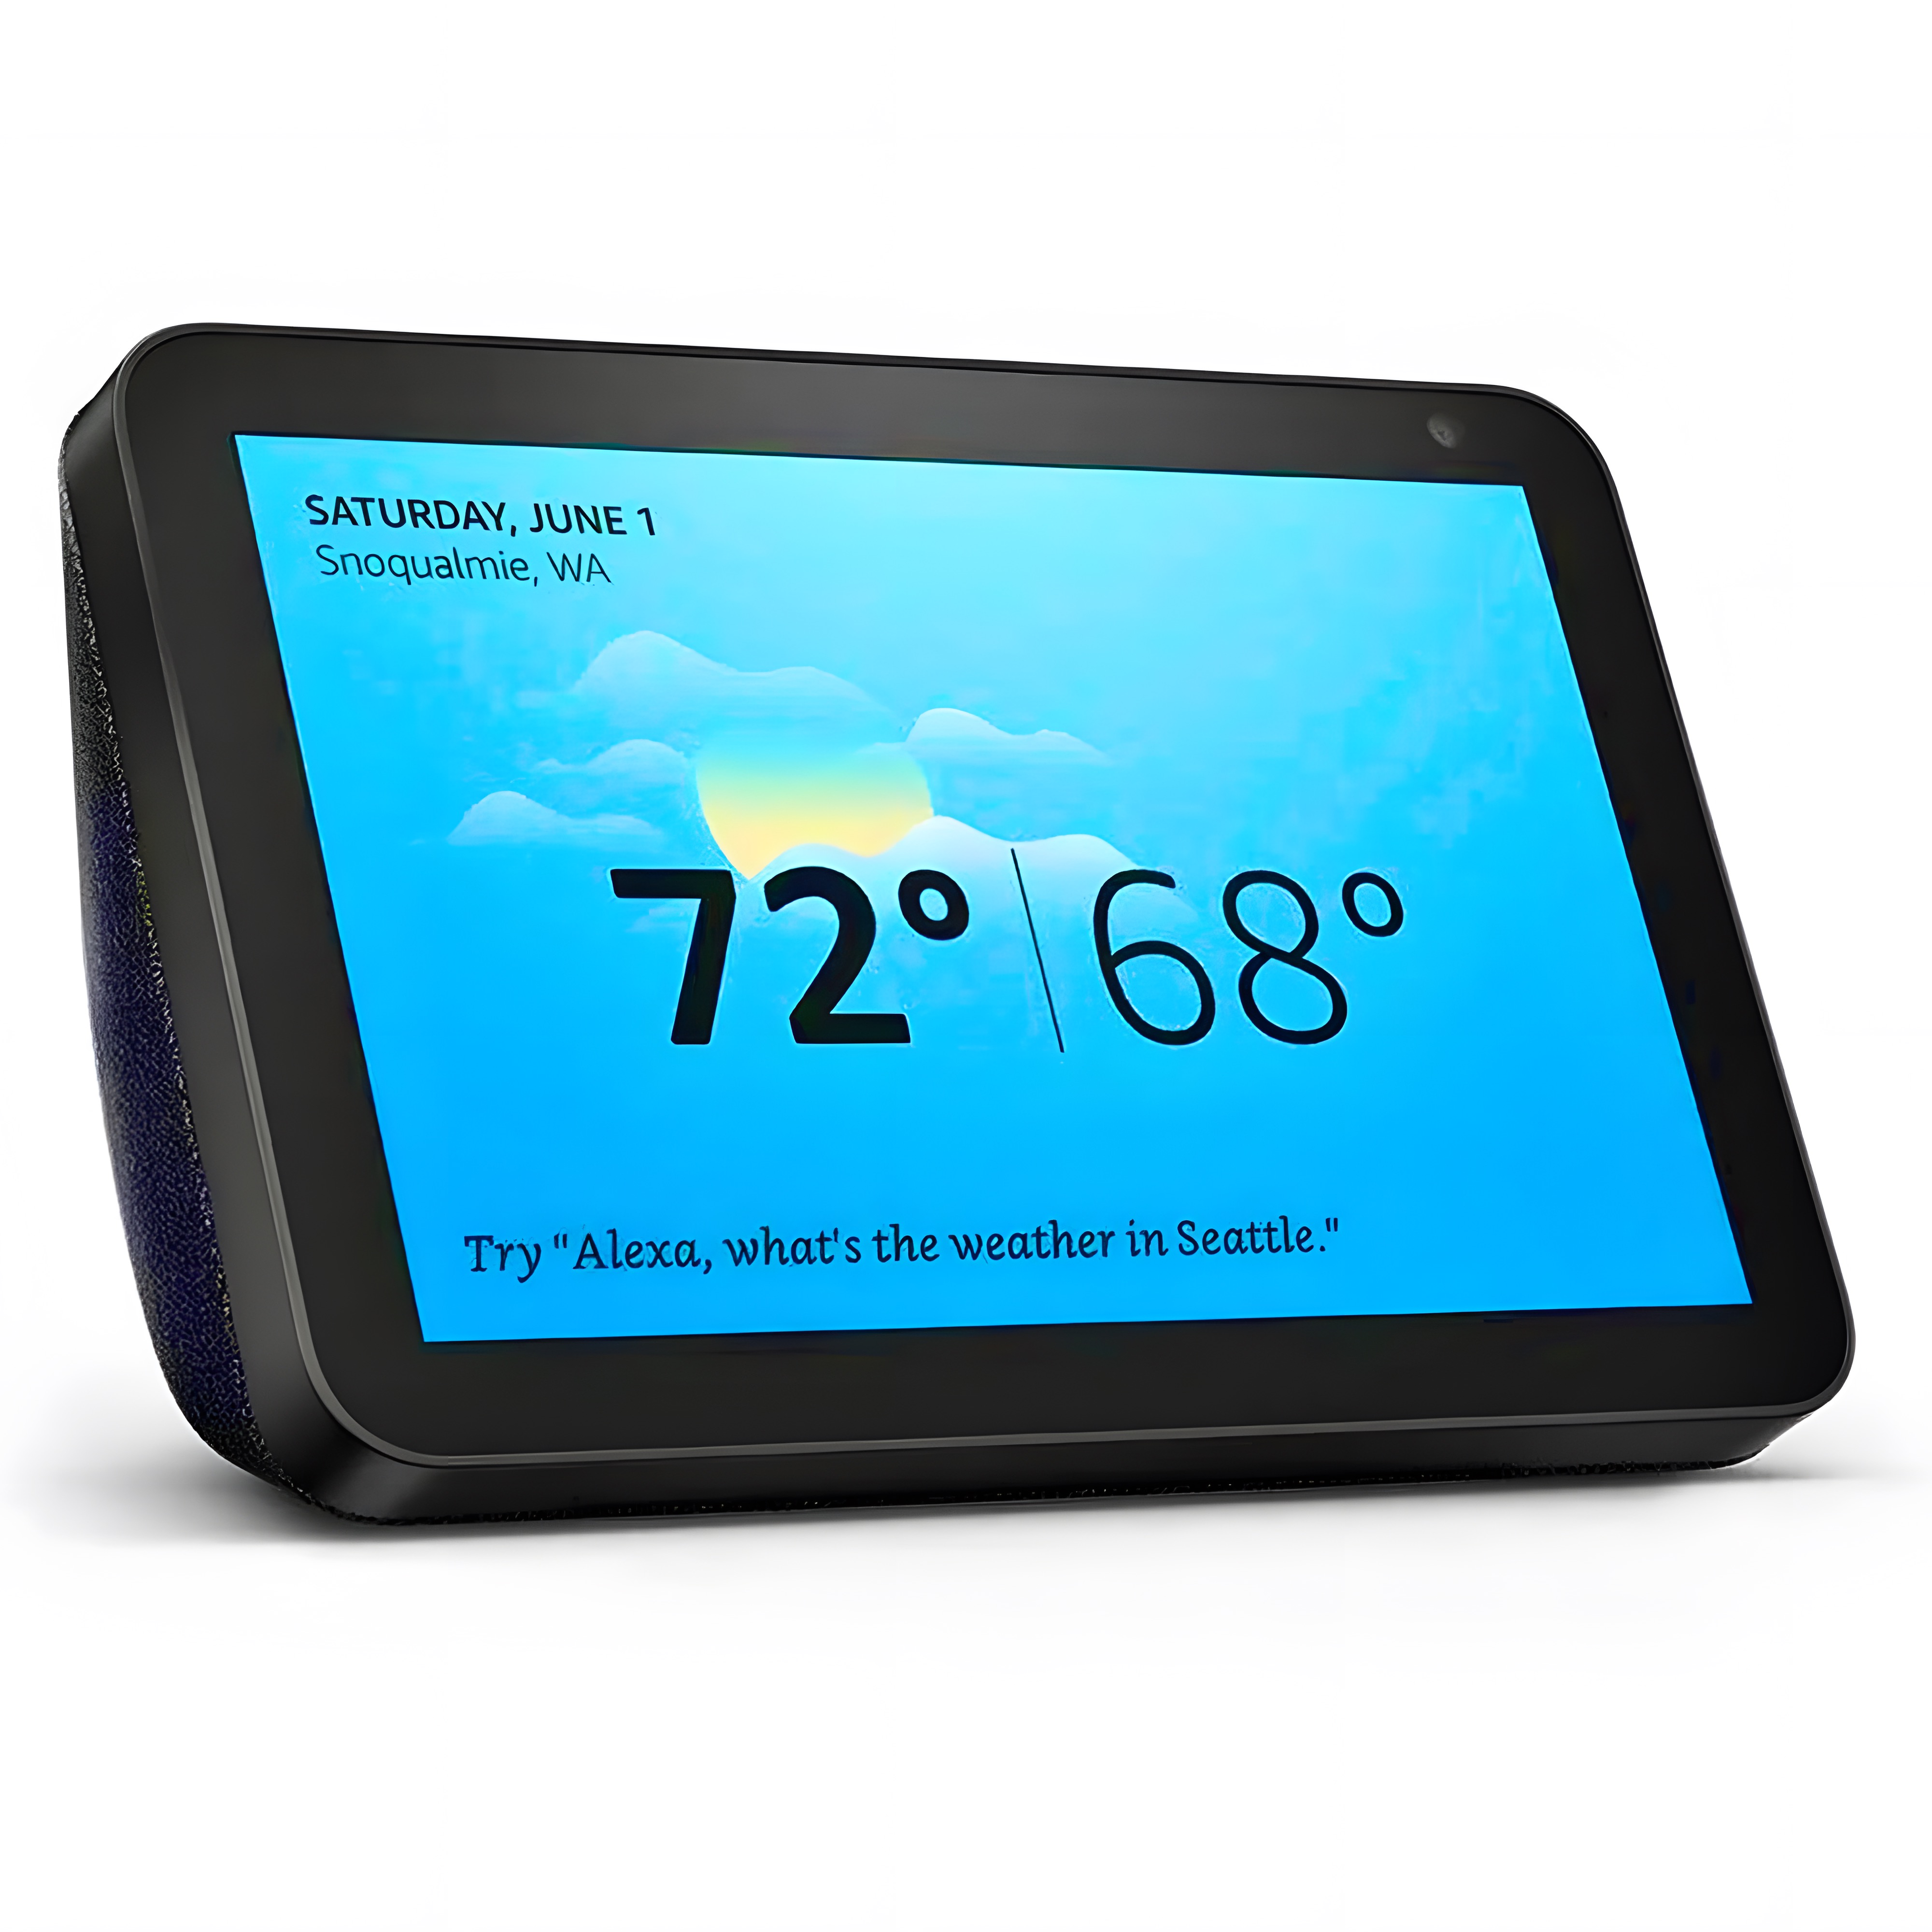 SATURDAY, JUNE 1
Snoqualmie, WA
72° 68°
Try "Alexa, what's the weather in Seattle."